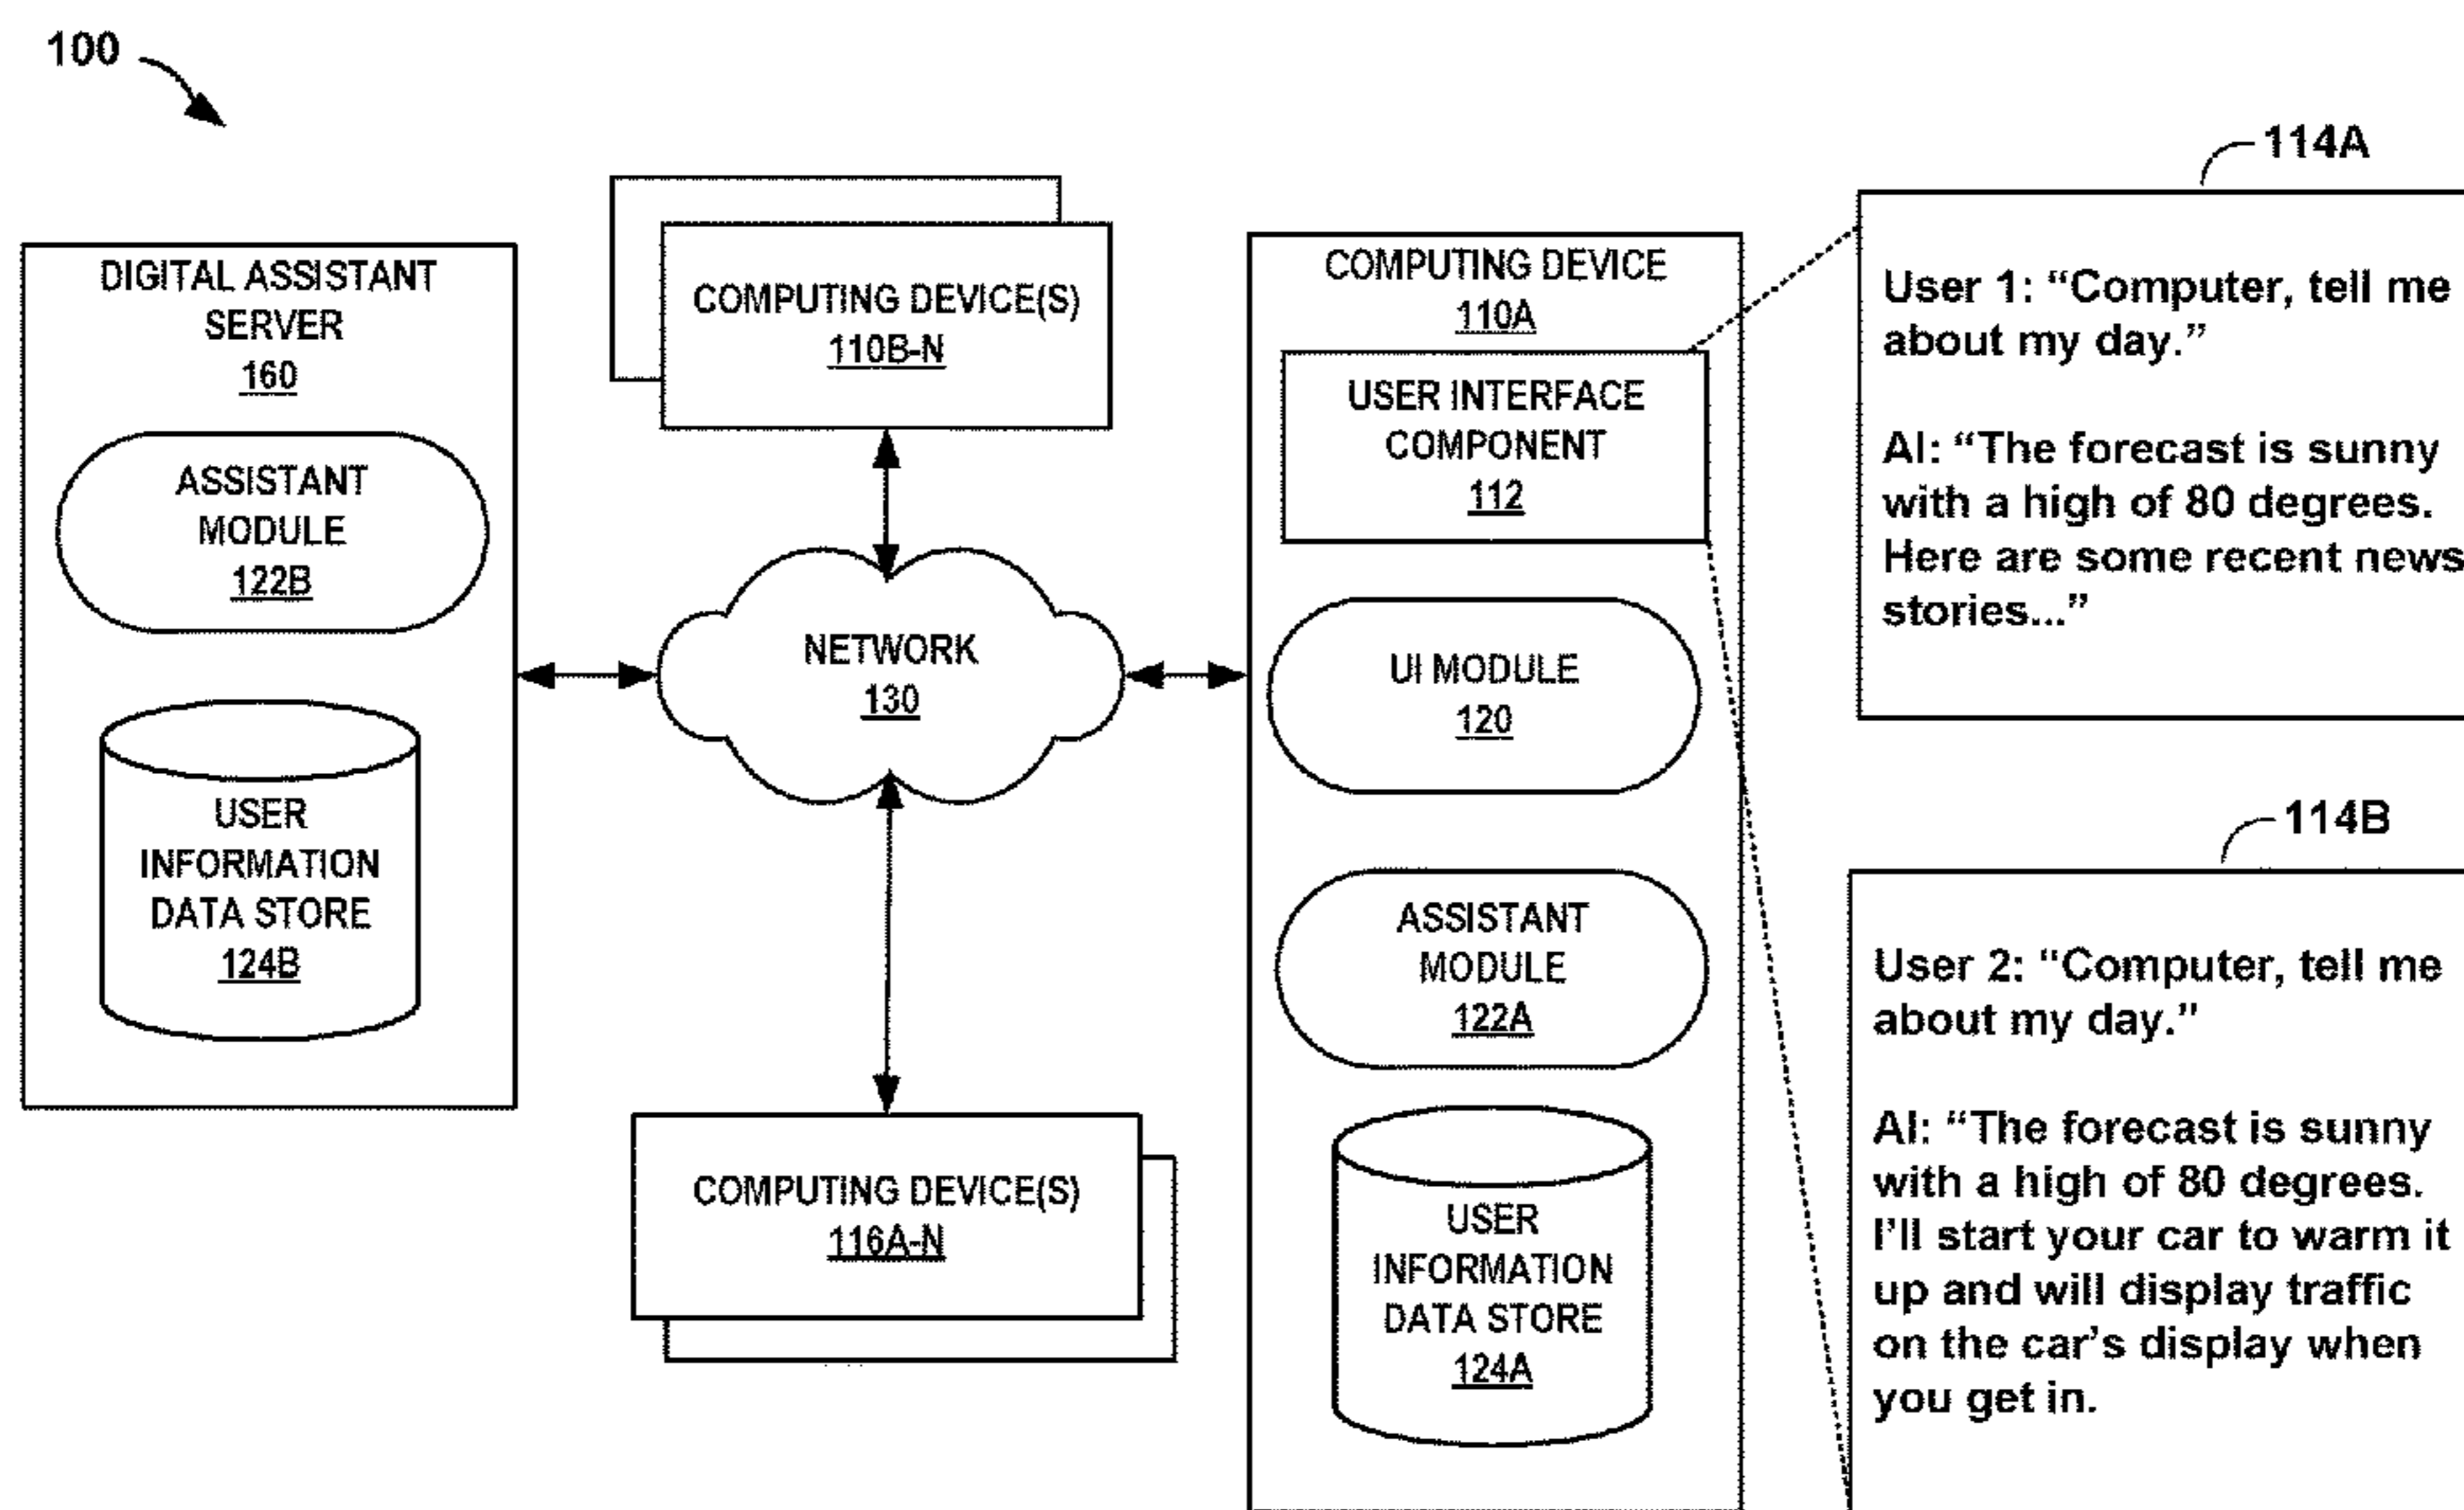 100
DIGITAL ASSISTANT
SERVER
160
ASSISTANT
MODULE
122B
USER
INFORMATION
DATA STORE
124B
COMPUTING DEVICE(S)
110B-N
NETWORK
130
COMPUTING DEVICE(S)
116A-N
COMPUTING DEVICE
110A
USER INTERFACE
COMPONENT
112
UI MODULE
120
ASSISTANT
MODULE
122A
USER
INFORMATION
DATA STORE
124A
114A
User 1: “Computer, tell me
about my day.”
AI: “The forecast is sunny
with a high of 80 degrees.
Here are some recent news
stories...”
114B
User 2: “Computer, tell me
about my day.”
AI: “The forecast is sunny
with a high of 80 degrees.
I’ll start your car to warm it
up and will display traffic
on the car’s display when
you get in.